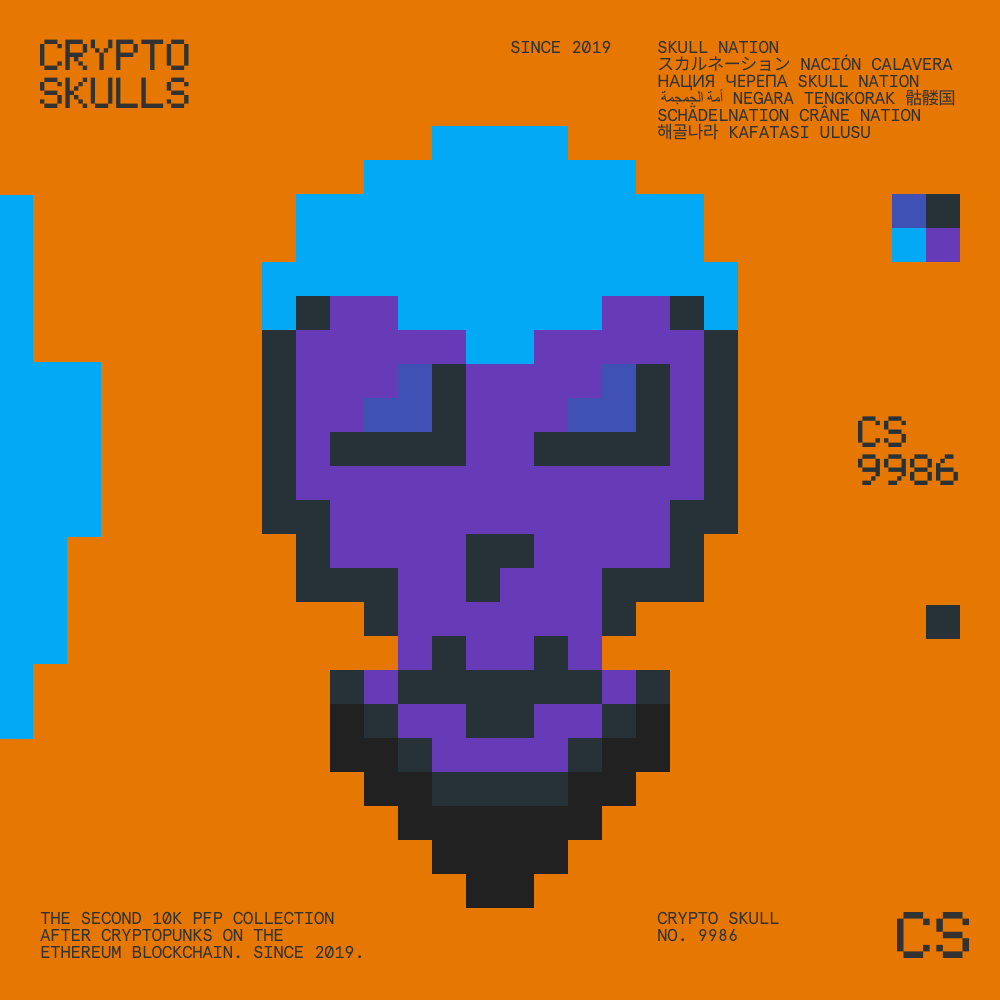 CRYPTO
SKULLS
SINCE 2019
SKULL NATION
スカルネーション NACIÓN CALAVERA
НАЦИЯ ЧЕРЕПА SKULL NATION
أمة الجمجمة NEGARA TENGKORAK 骷髅国
SCHÄDELNATION CRÂNE NATION
해골나라 KAFATASI ULUSU
CS
9986
THE SECOND 10K PFP COLLECTION
AFTER CRYPTOPUNKS ON THE
ETHEREUM BLOCKCHAIN. SINCE 2019.
CRYPTO SKULL
NO. 9986
CS